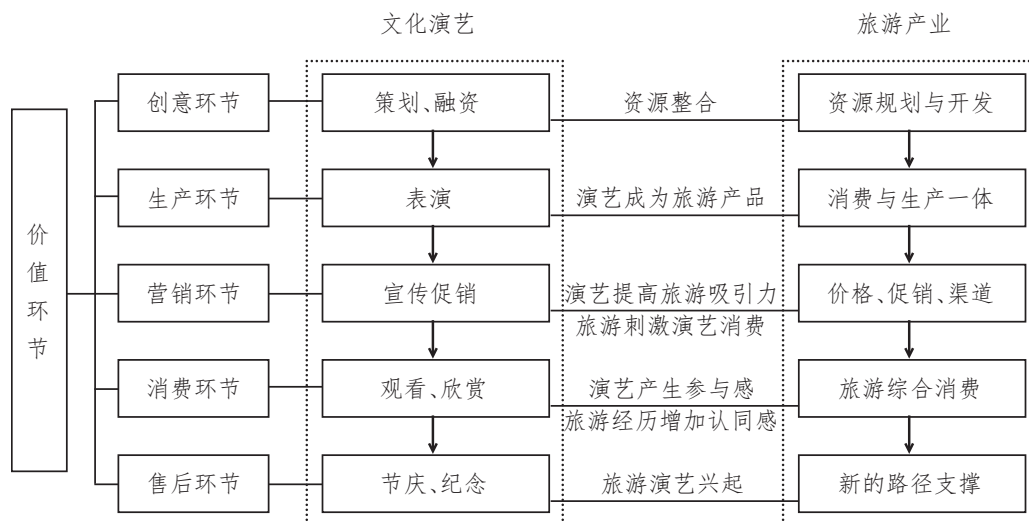 文化演艺
旅游产业
创意环节
策划、融资
资源整合
资源规划与开发
生产环节
表演
演艺成为旅游产品
消费与生产一体
价值环节
营销环节
宣传促销
演艺提高旅游吸引力
旅游刺激演艺消费
价格、促销、渠道
消费环节
观看、欣赏
演艺产生参与感
旅游经历增加认同感
旅游综合消费
售后环节
节庆、纪念
旅游演艺兴起
新的路径支撑